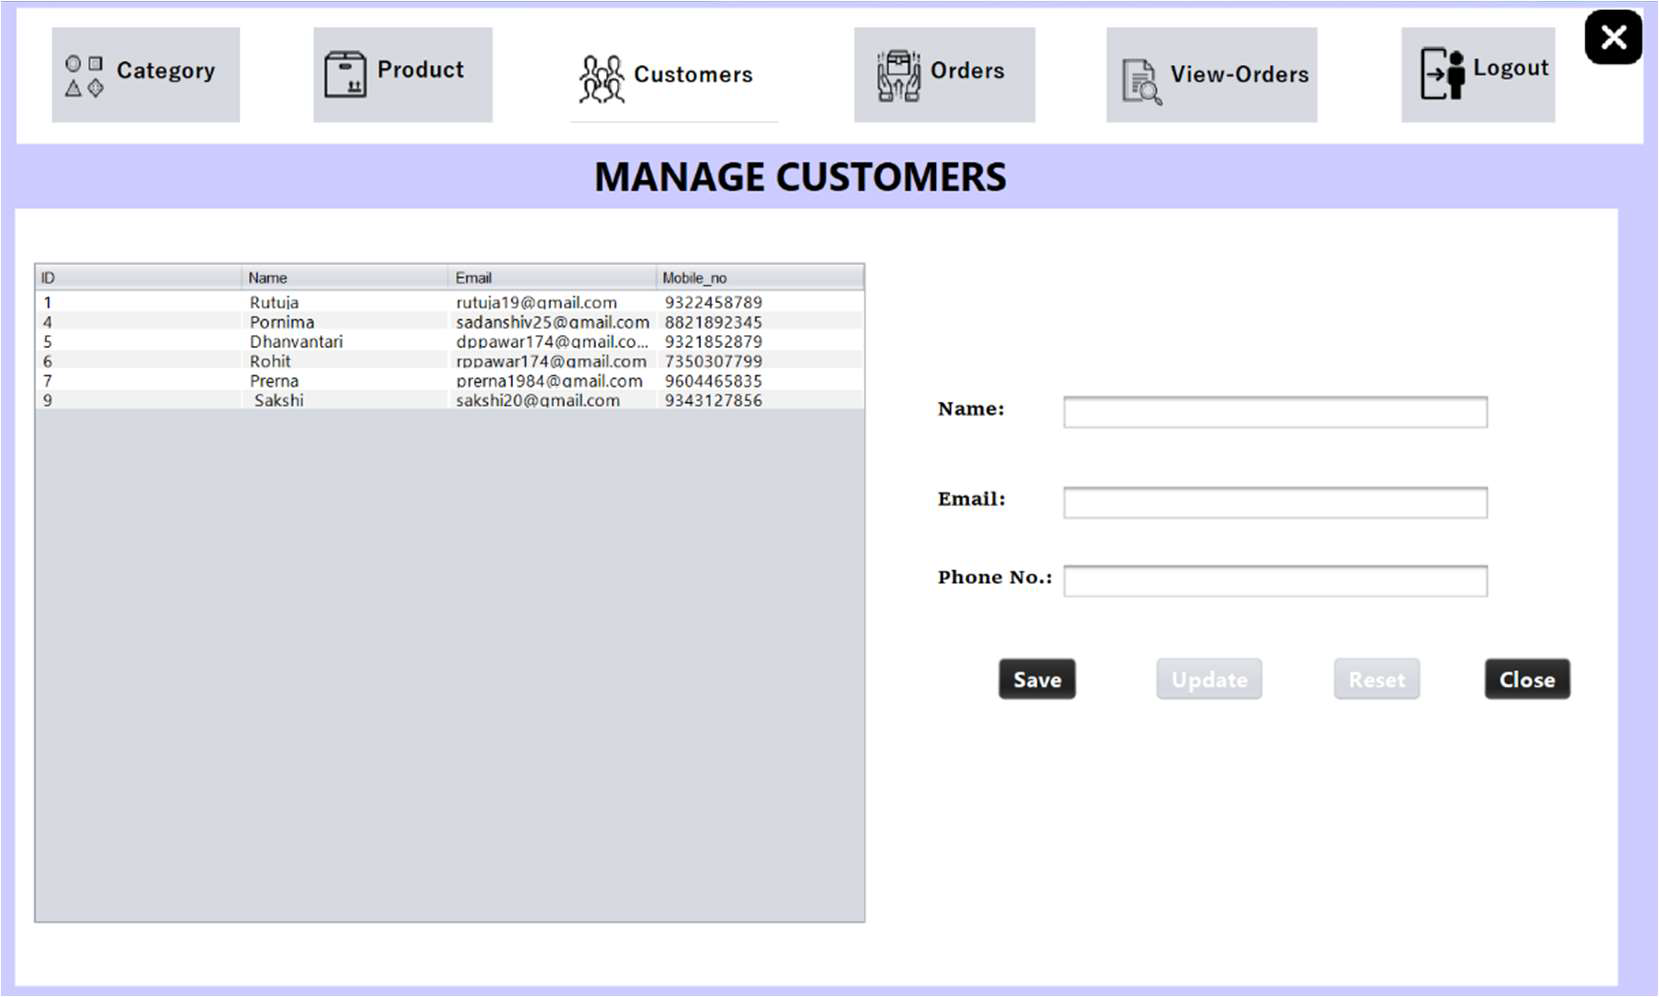 Category Product Customers Orders View-Orders Logout
MANAGE CUSTOMERS
ID Name Email Mobile_no
1 Rutuja rutuja19@gmail.com 9322458789
4 Pornima sadanshiv25@gmail.com 8821892345
5 Dhanvantari dppawar174@gmail.co... 9321852879
6 Rohit rppawar174@gmail.com 7350307799
7 Prerna prerna1984@gmail.com 9604465835
9 Sakshi sakshi20@gmail.com 9343127856
Name:
Email:
Phone No.:
Save Update Reset Close